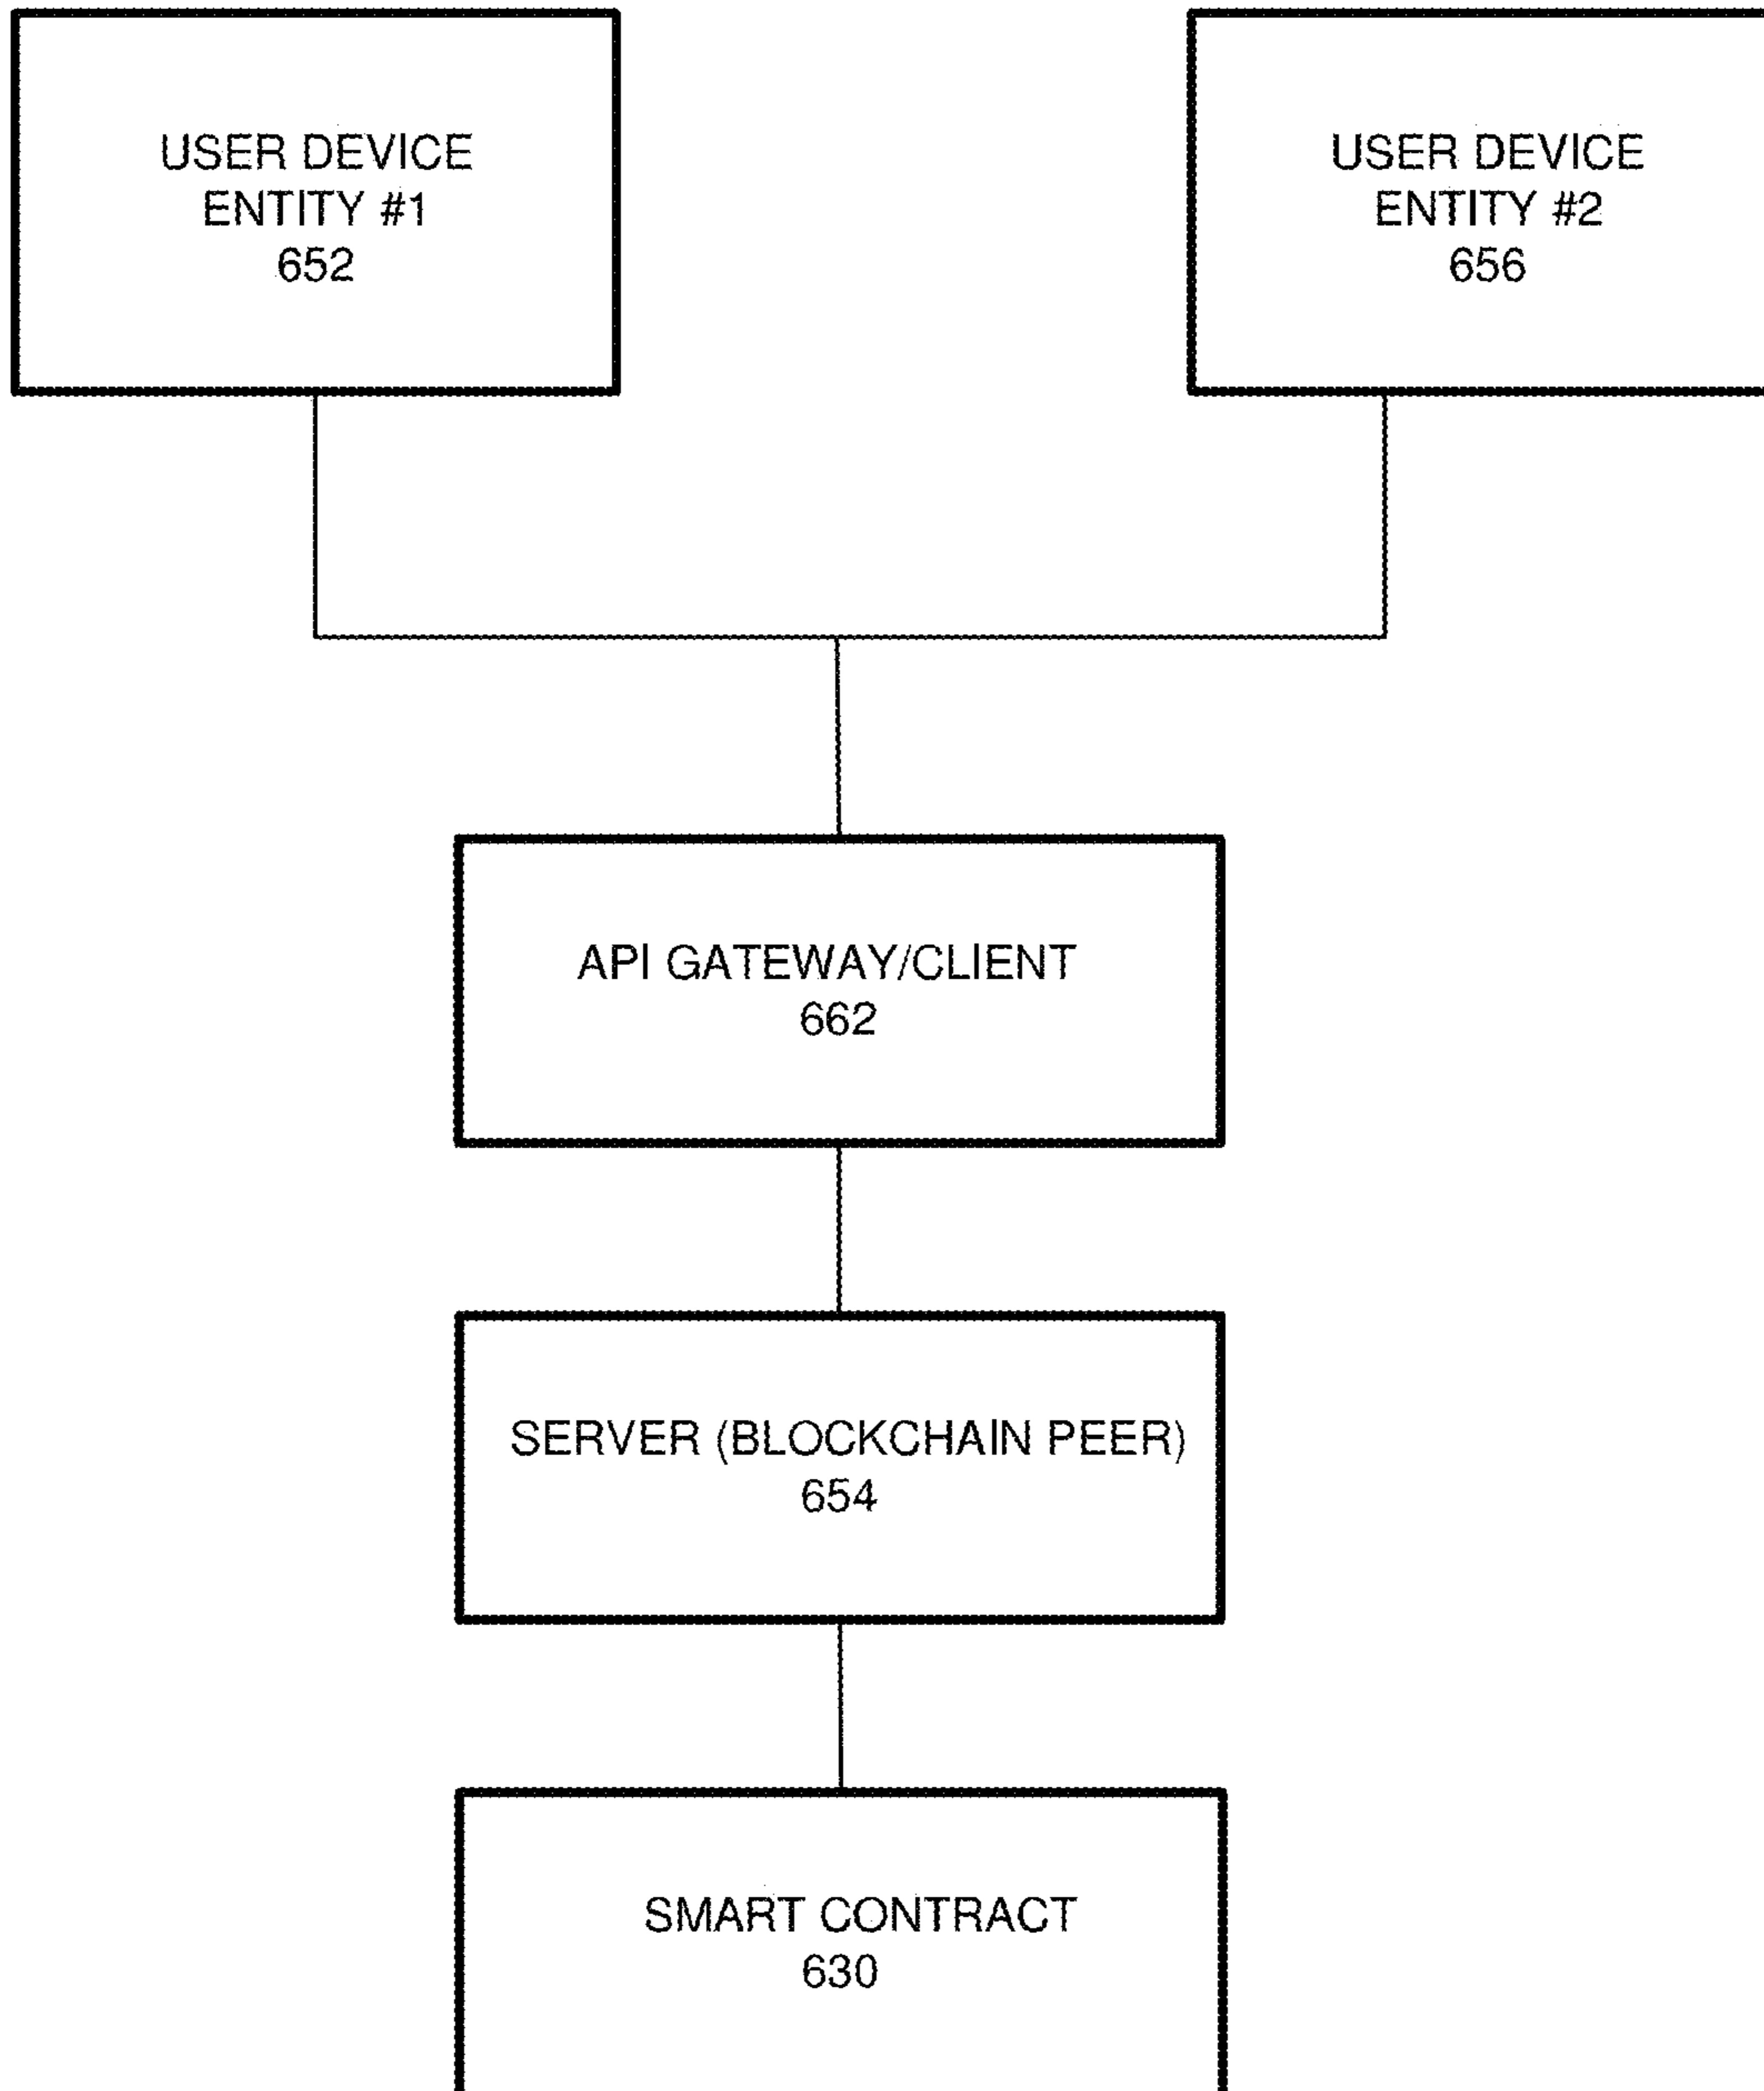 USER DEVICE
ENTITY #1
652
USER DEVICE
ENTITY #2
656
API GATEWAY/CLIENT
662
SERVER (BLOCKCHAIN PEER)
654
SMART CONTRACT
630